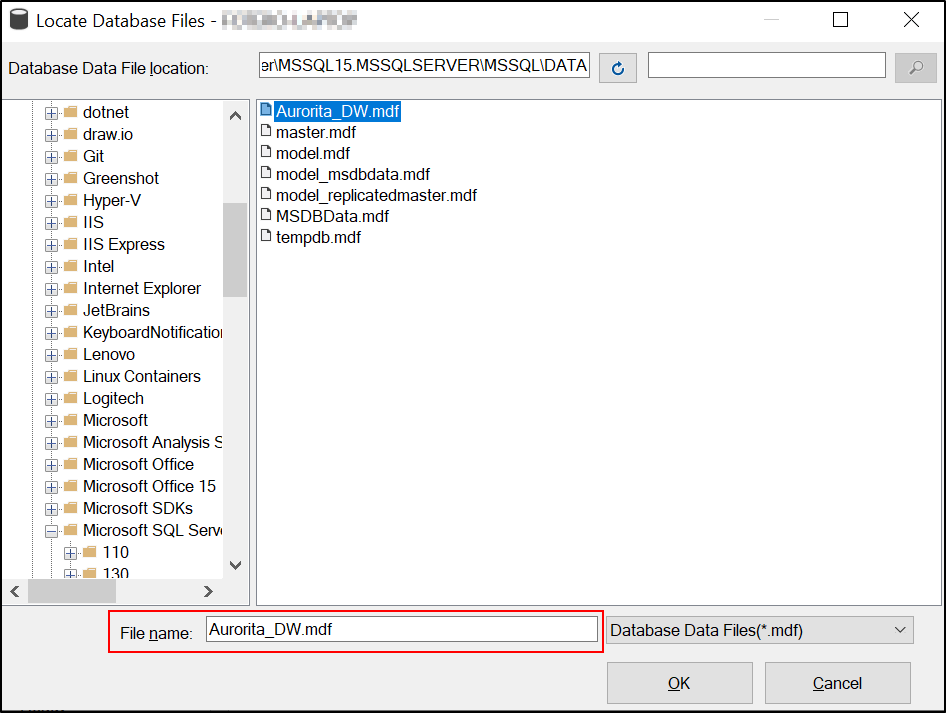 Locate Database Files -
Database Data File location:
er\MSSQL15.MSSQLSERVER\MSSQL\DATA
dotnet
draw.io
Git
Greenshot
Hyper-V
IIS
IIS Express
Intel
Internet Explorer
JetBrains
KeyboardNotification
Lenovo
Linux Containers
Logitech
Microsoft
Microsoft Analysis S
Microsoft Office
Microsoft Office 15
Microsoft SDKs
Microsoft SQL Serve
110
130
Aurorita_DW.mdf
master.mdf
model.mdf
model_msdbdata.mdf
model_replicatedmaster.mdf
MSDBData.mdf
tempdb.mdf
File name: Aurorita_DW.mdf
Database Data Files(*.mdf)
OK
Cancel